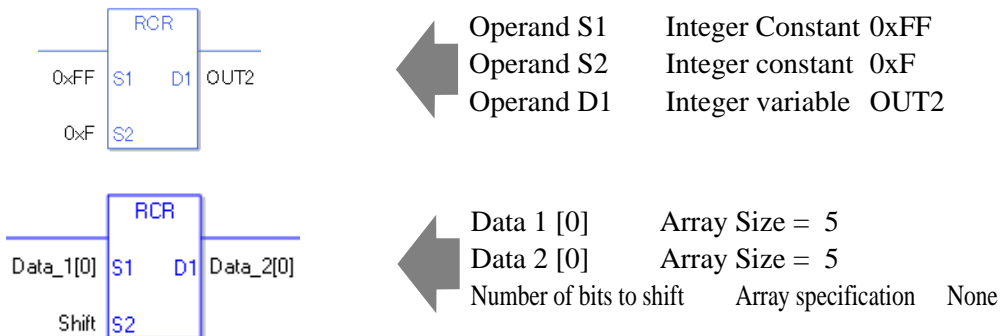 RCR
0xFF S1 D1 OUT2
0xF S2
Operand S1 Integer Constant 0xFF
Operand S2 Integer constant 0xF
Operand D1 Integer variable OUT2
RCR
Data_1[0] S1 D1 Data_2[0]
Shift S2
Data 1 [0] Array Size = 5
Data 2 [0] Array Size = 5
Number of bits to shift Array specification None